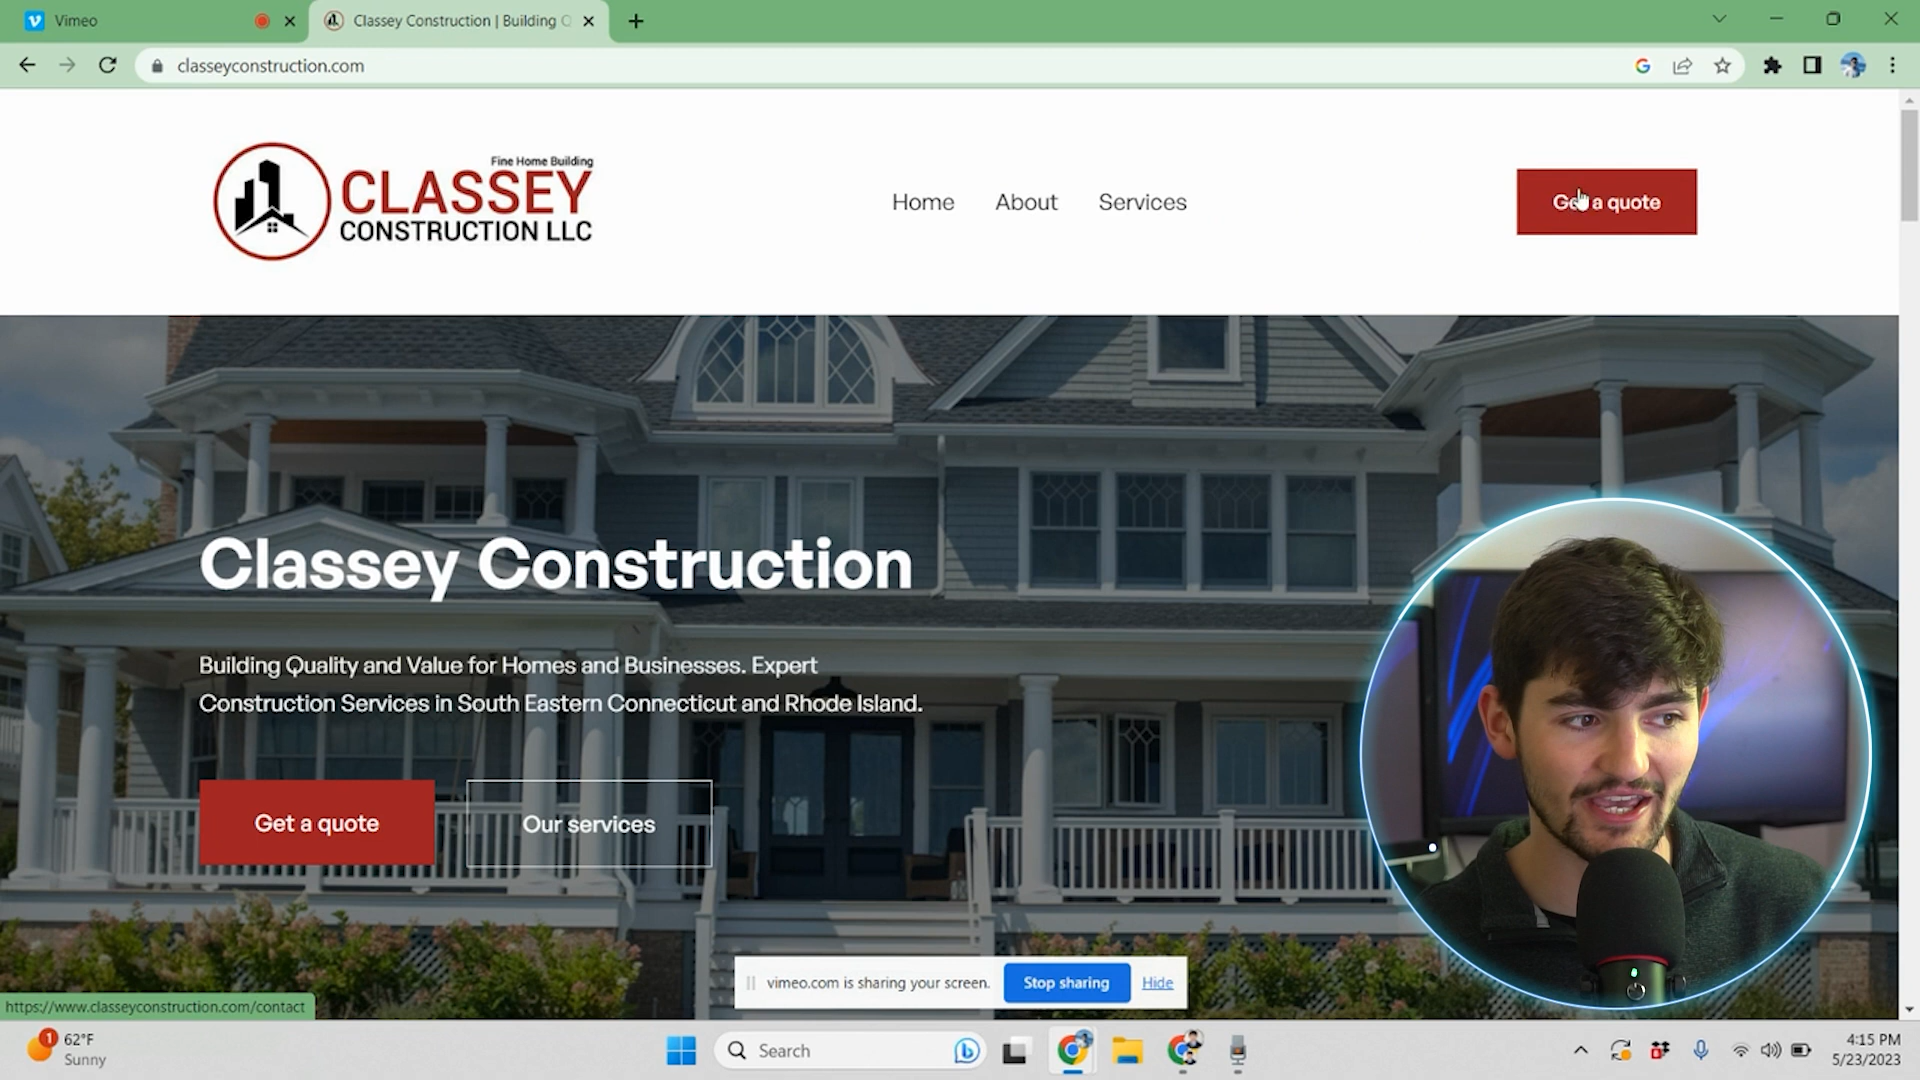 Vimeo
Classey Construction | Building Q
classeyconstruction.com
Fine Home Building
CLASSEY
CONSTRUCTION LLC
Home
About
Services
Get a quote
Classey Construction
Building Quality and Value for Homes and Businesses. Expert
Construction Services in South Eastern Connecticut and Rhode Island.
Get a quote
Our services
vimeo.com is sharing your screen.
Stop sharing
Hide
https://www.classeyconstruction.com/contact
1
62°F
Sunny
Search
4:15 PM
5/23/2023